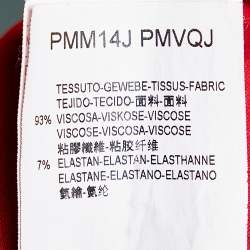 PMM14J PMVQJ
TESSUTO-GEWEBE-TISSUS-FABRIC
TEJIDO-TECIDO-面料-面料
93% VISCOSA-VISKOSE-VISCOSE
VISCOSE-VISCOSA-VISCOSE
粘膠纖維-粘胶纤维
7% ELASTAN-ELASTAN-ELASTHANNE
ELASTANE-ELASTANO-ELASTANO
氨綸-氨纶